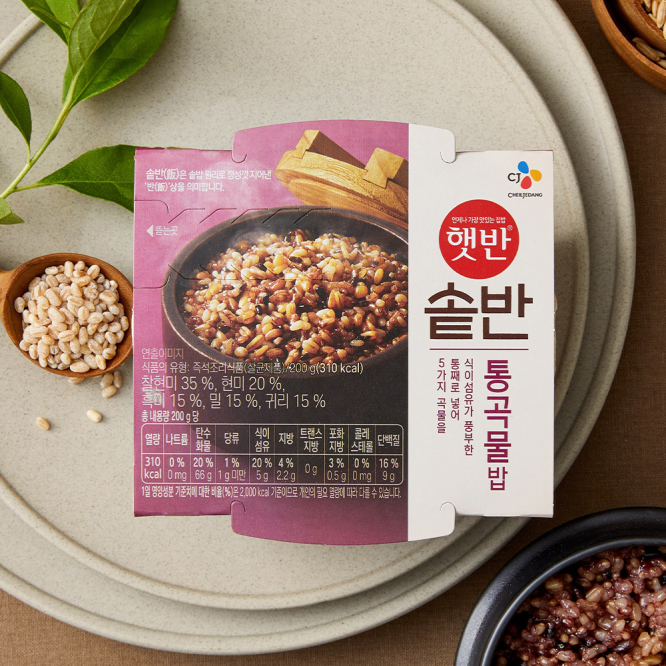 솥반(飯)은 솥밥 원리로 정성껏 지어낸
'반(飯)'상을 의미합니다.
뜯는곳
CJ
CHEILJEDANG
언제나 가장 맛있는 집밥
햇반®
솥반
통곡물밥
식이섬유가 풍부한
통째로 넣어
5가지 곡물을
연출이미지
식품의 유형: 즉석조리식품(살균제품)/200 g(310 kcal)
찰현미 35 %, 현미 20 %,
흑미 15 %, 밀 15 %, 귀리 15 %
총 내용량 200 g 당
열량 나트륨 탄수화물 당류 식이섬유 지방 트랜스지방 포화지방 콜레스테롤 단백질
310 kcal 0 % 20 % 1 % 20 % 4 % 0 g 3 % 0 % 16 %
0 mg 66 g 1 g 미만 5 g 2.2 g 0.5 g 0 mg 9 g
1일 영양성분 기준치에 대한 비율(%)은 2,000 kcal 기준이므로 개인의 필요 열량에 따라 다를 수 있습니다.